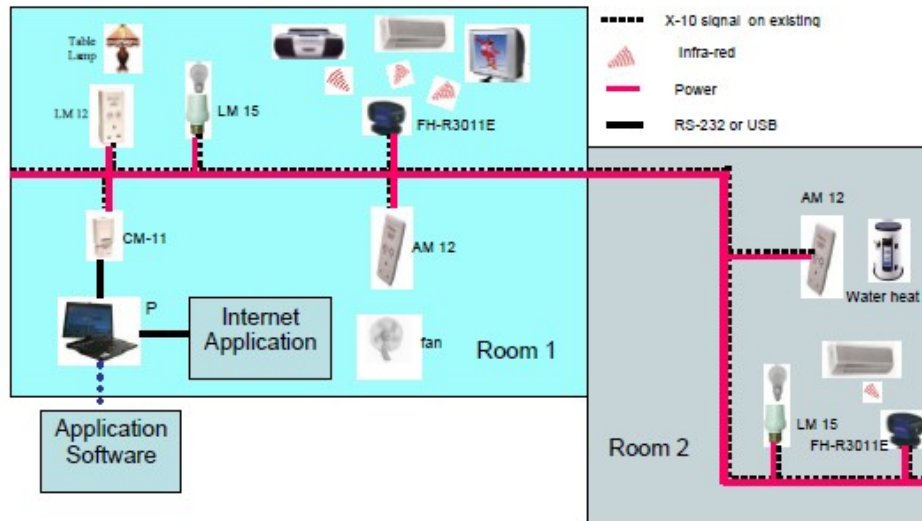 Table
Lamp
LM 12
LM 15
FH-R3011E
CM-11
AM 12
P
Internet
Application
fan
Room 1
Application
Software
X-10 signal on existing
Infra-red
Power
RS-232 or USB
AM 12
Water heat
LM 15
FH-R3011E
Room 2